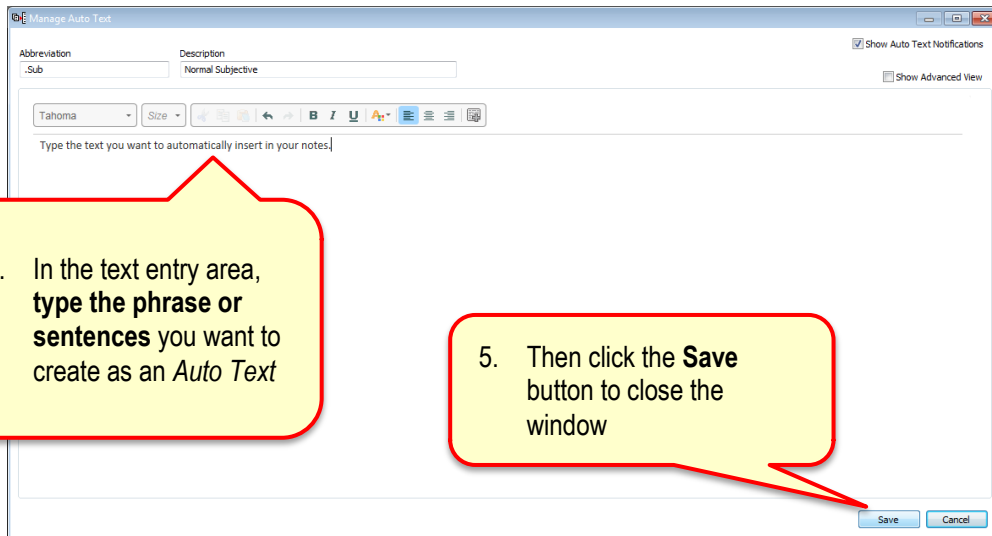 Manage Auto Text
Show Auto Text Notifications
Abbreviation Description
.Sub Normal Subjective
Show Advanced View
Tahoma Size B I U A
Type the text you want to automatically insert in your notes.
. In the text entry area,
type the phrase or
sentences you want to
create as an Auto Text
5. Then click the Save
button to close the
window
Save Cancel